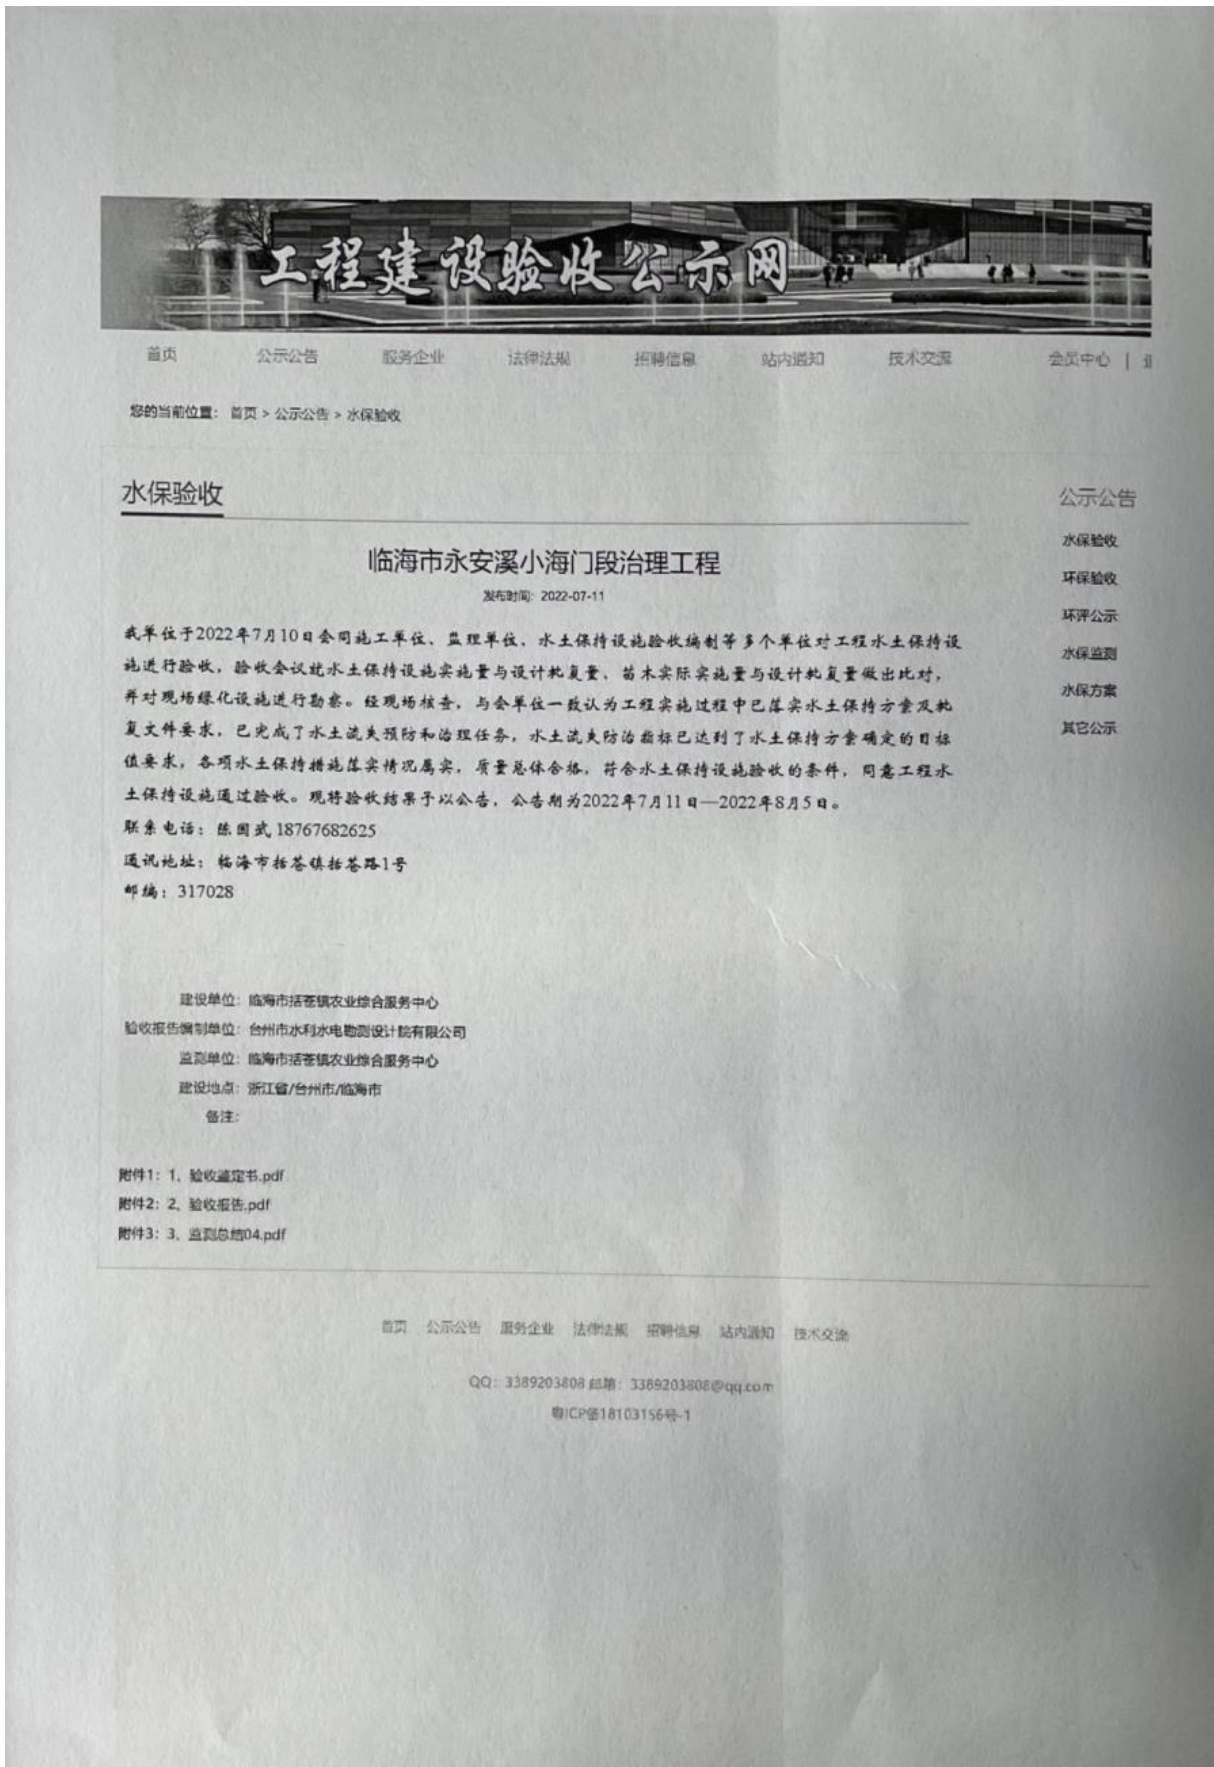 工程建设验收公示网
首页 公示公告 服务企业 法律法规 招聘信息 站内通知 技术交流 会员中心 |
您的当前位置： 首页 > 公示公告 > 水保验收
水保验收
临海市永安溪小海门段治理工程
发布时间：2022-07-11
我单位于2022年7月10日会同施工单位、监理单位、水土保持设施验收编制等多个单位对工程水土保持设
施进行验收，验收会议就水土保持设施实施量与设计批复量、苗木实际实施量与设计批复量做出比对，
并对现场绿化设施进行勘察。经现场核查，与会单位一致认为工程实施过程中已落实水土保持方案及批
复文件要求，已完成了水土流失预防和治理任务，水土流失防治指标已达到了水土保持方案确定的目标
值要求，各项水土保持措施落实情况属实，质量总体合格，符合水土保持设施验收的条件，同意工程水
土保持设施通过验收。现将验收结果予以公告，公告期为2022年7月11日—2022年8月5日。
联系电话：陈国武 18767682625
通讯地址：临海市括苍镇括苍路1号
邮编：317028
建设单位：临海市括苍镇农业综合服务中心
验收报告编制单位：台州市水利水电勘测设计院有限公司
监测单位：临海市括苍镇农业综合服务中心
建设地点：浙江省/台州市/临海市
备注：
附件1：1、验收鉴定书.pdf
附件2：2、验收报告.pdf
附件3：3、监测总结04.pdf
公示公告
水保验收
环保验收
环评公示
水保监测
水保方案
其它公示
首页 公示公告 服务企业 法律法规 招聘信息 站内通知 技术交流
QQ：3389203808 邮箱：3389203808@qq.com
粤ICP备18103156号-1